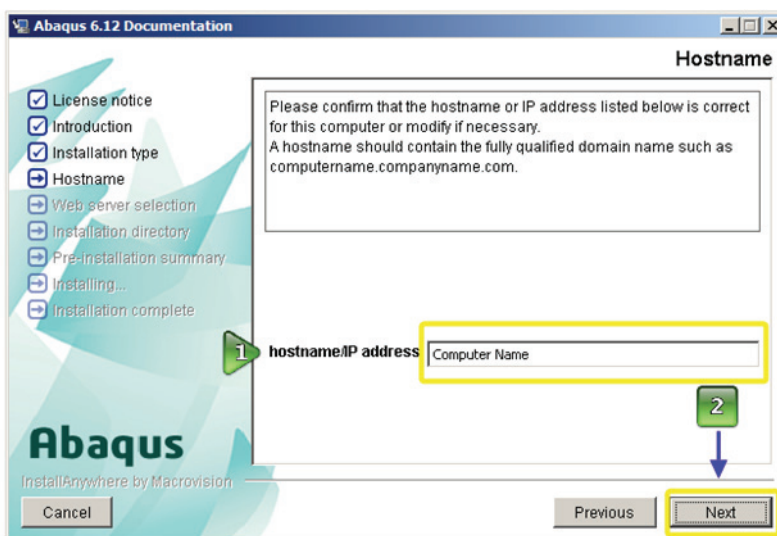 Abaqus 6.12 Documentation
Hostname
License notice
Introduction
Installation type
Hostname
Web server selection
Installation directory
Pre-installation summary
Installing...
Installation complete
Please confirm that the hostname or IP address listed below is correct
for this computer or modify if necessary.
A hostname should contain the fully qualified domain name such as
computername.companyname.com.
1
hostname/IP address
Computer Name
2
Abaqus
InstallAnywhere by Macrovision
Cancel
Previous
Next